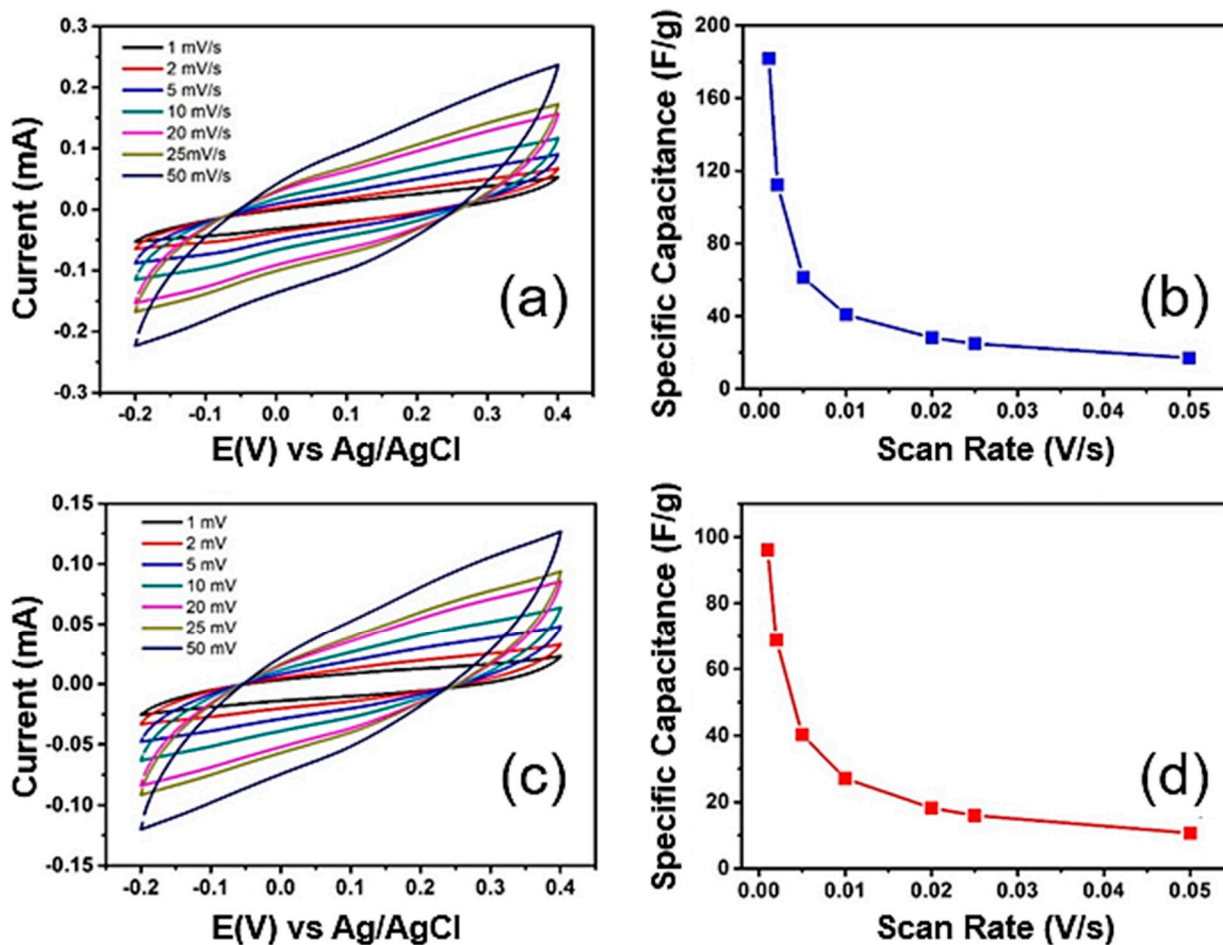 0.3
0.2
0.1
0.0
-0.1
-0.2
-0.3
Current (mA)
1 mV/s
2 mV/s
5 mV/s
10 mV/s
20 mV/s
25mV/s
50 mV/s
(a)
-0.2 -0.1 0.0 0.1 0.2 0.3 0.4
E(V) vs Ag/AgCl
200
160
120
80
40
0
Specific Capacitance (F/g)
(b)
0.00 0.01 0.02 0.03 0.04 0.05
Scan Rate (V/s)
0.15
0.10
0.05
0.00
-0.05
-0.10
-0.15
Current (mA)
1 mV
2 mV
5 mV
10 mV
20 mV
25 mV
50 mV
(c)
-0.2 -0.1 0.0 0.1 0.2 0.3 0.4
E(V) vs Ag/AgCl
100
80
60
40
20
0
Specific Capacitance (F/g)
(d)
0.00 0.01 0.02 0.03 0.04 0.05
Scan Rate (V/s)